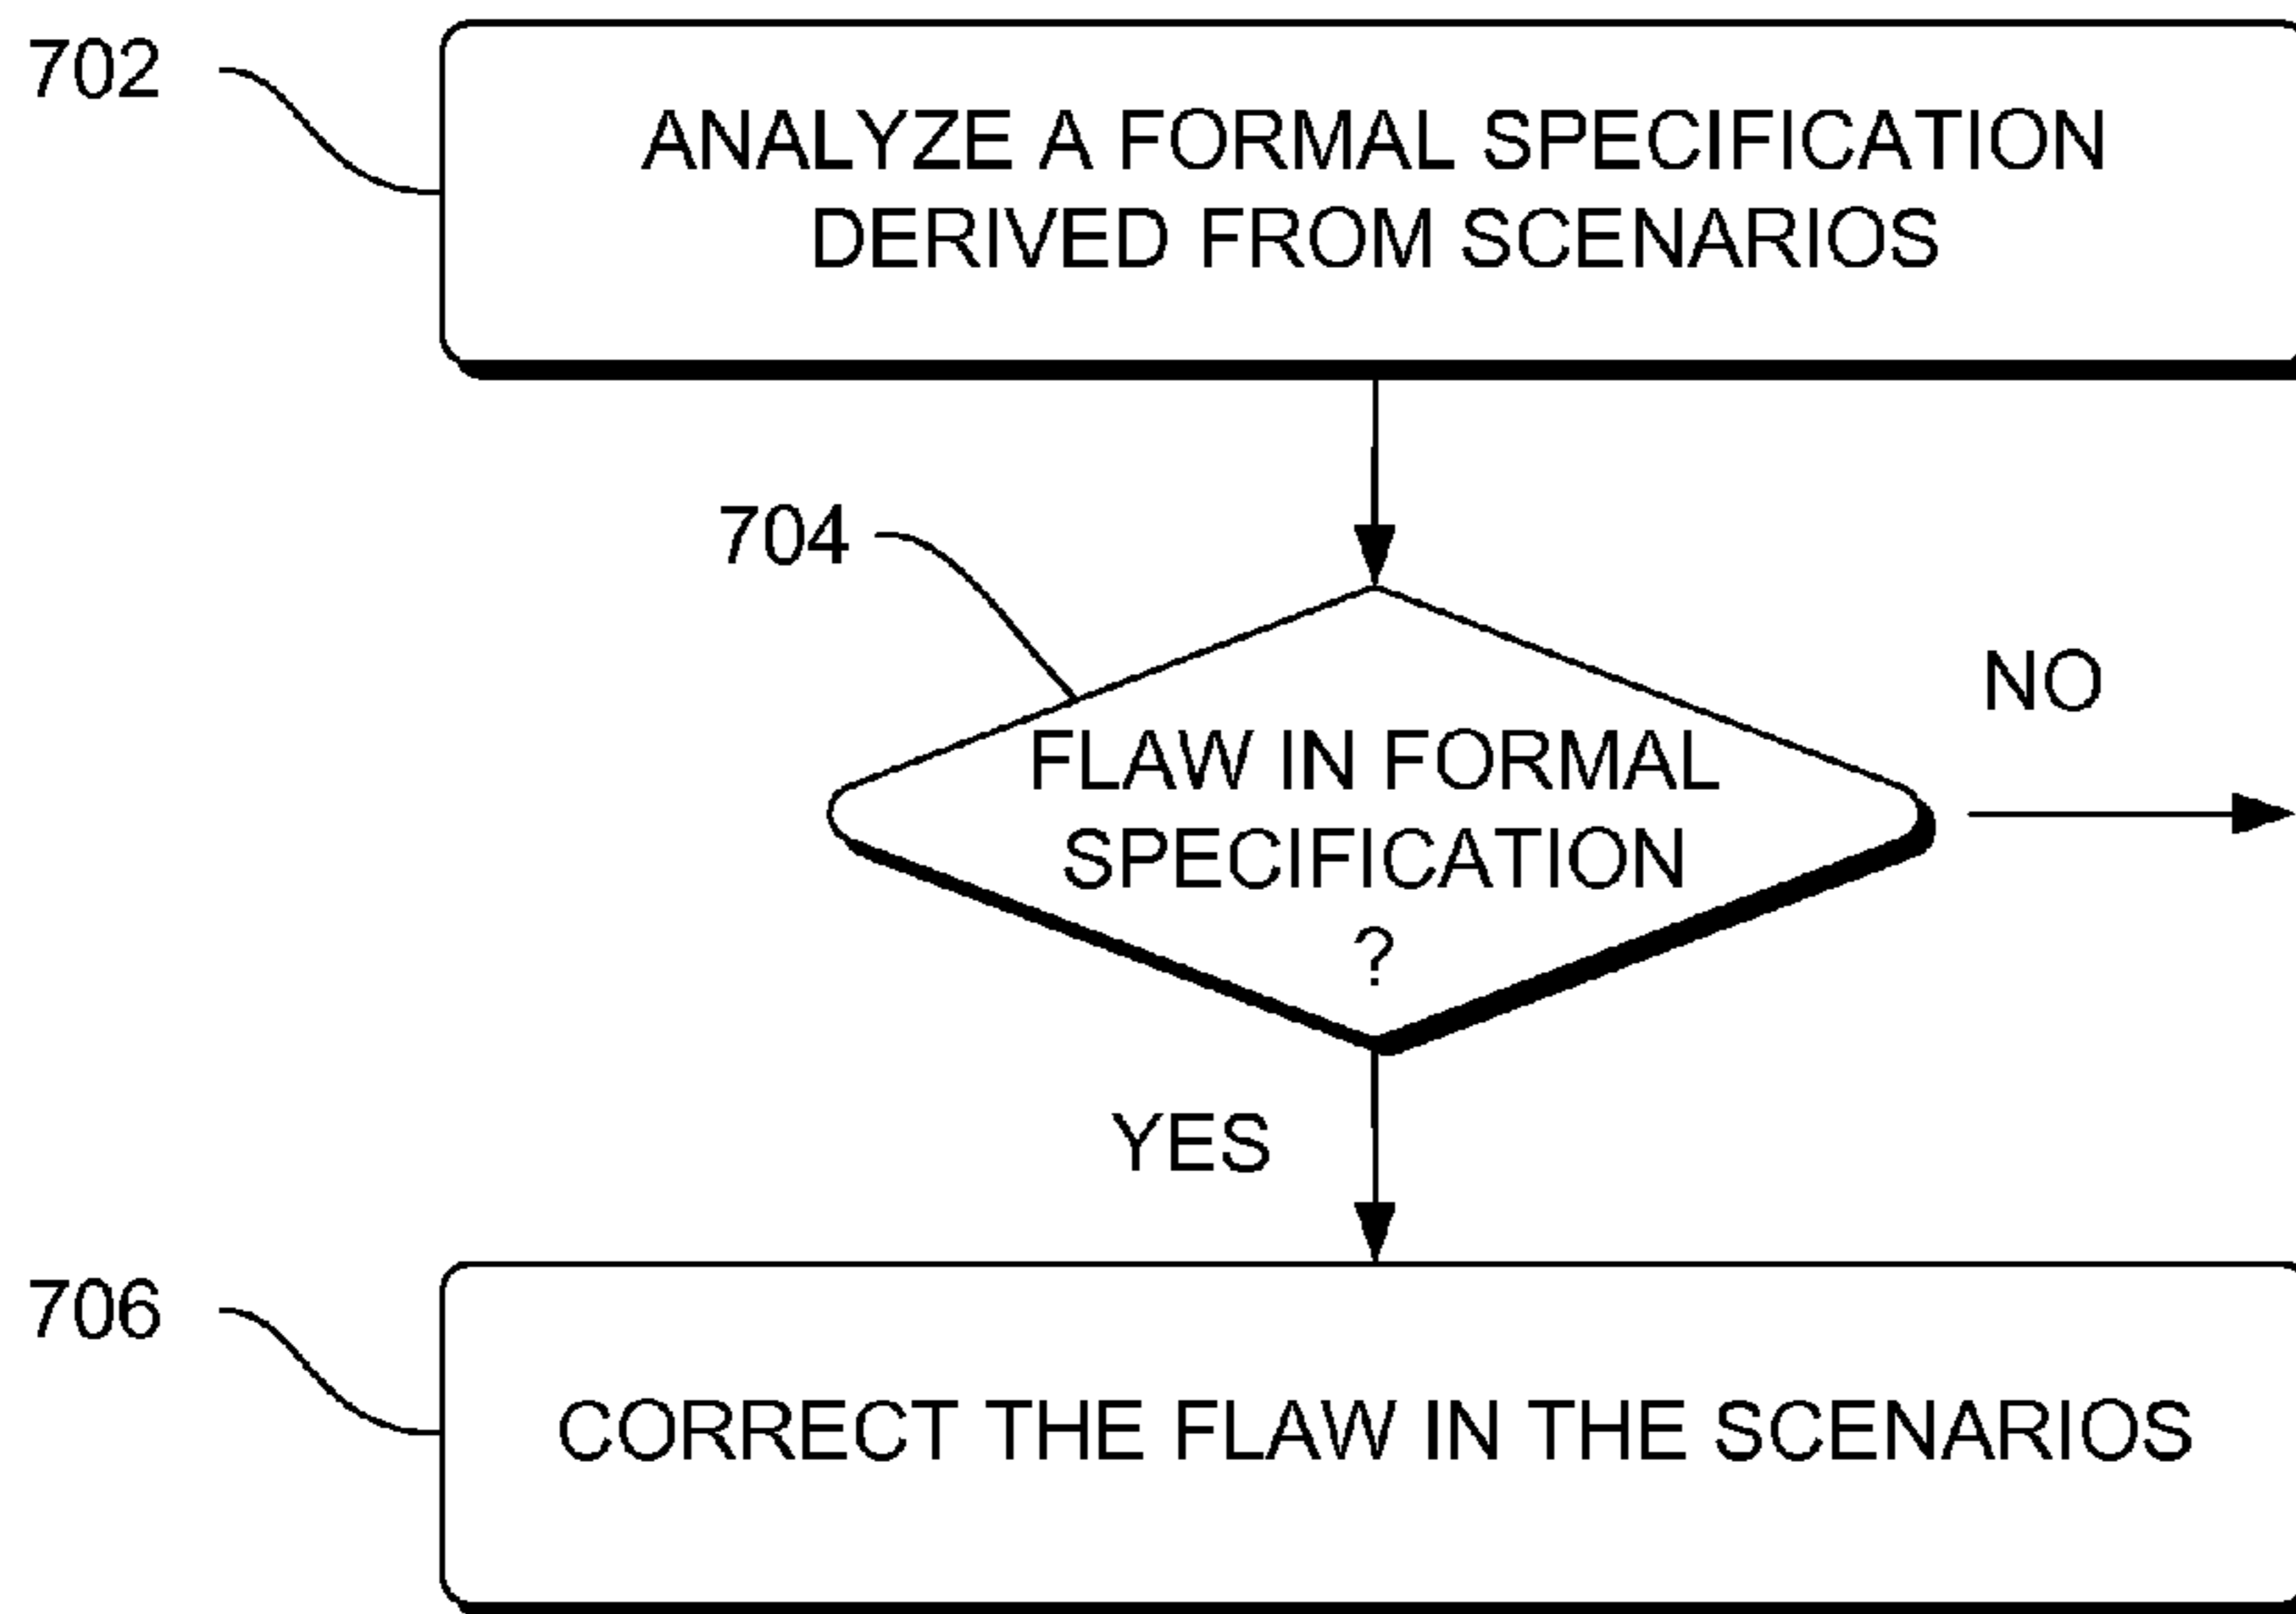 702
ANALYZE A FORMAL SPECIFICATION
DERIVED FROM SCENARIOS
704
FLAW IN FORMAL
SPECIFICATION
?
NO
YES
706
CORRECT THE FLAW IN THE SCENARIOS